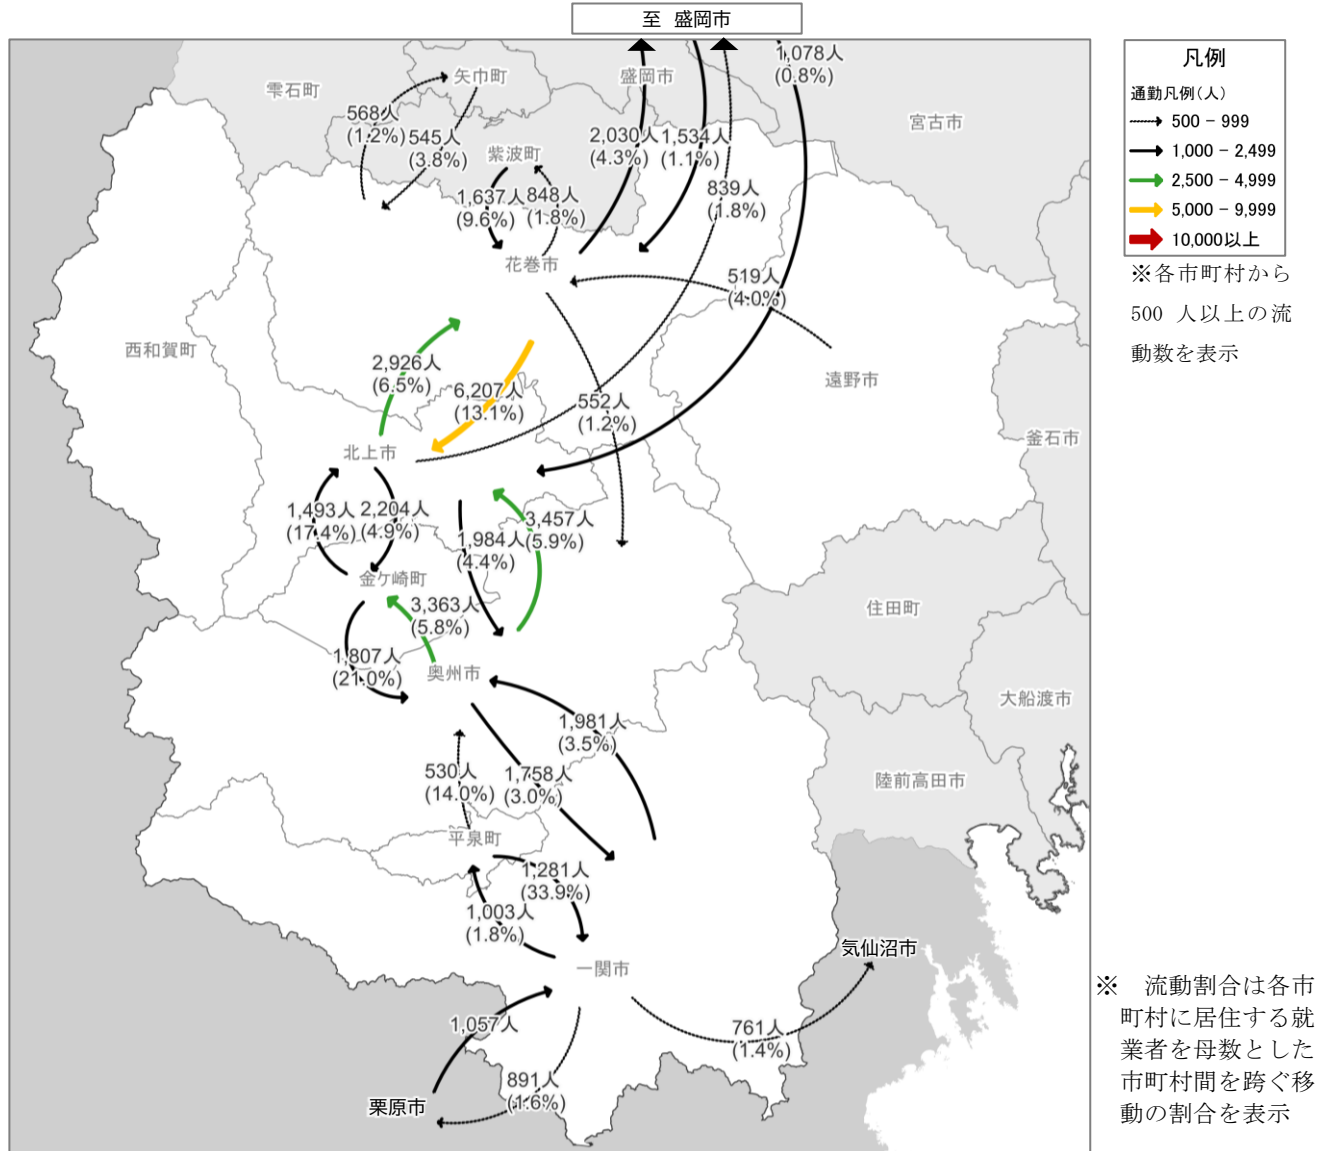 至 盛岡市
凡例
通勤凡例(人)
500 - 999
1,000 - 2,499
2,500 - 4,999
5,000 - 9,999
10,000以上
※各市町村から
500 人以上の流
動数を表示
1,078人
(0.8%)
雫石町
矢巾町
盛岡市
宮古市
568人
(1.2%)
545人
(3.8%)
紫波町
2,030人
(4.3%)
1,534人
(1.1%)
1,637人
(9.6%)
848人
(1.8%)
839人
(1.8%)
花巻市
519人
(4.0%)
西和賀町
遠野市
2,926人
(6.5%)
6,207人
(13.1%)
552人
(1.2%)
北上市
釜石市
1,493人
(17.4%)
2,204人
(4.9%)
1,984人
(4.4%)
3,457人
(5.9%)
金ケ崎町
3,363人
(5.8%)
住田町
1,807人
(21.0%)
奥州市
大船渡市
1,981人
(3.5%)
530人
(14.0%)
1,758人
(3.0%)
陸前高田市
平泉町
1,281人
(33.9%)
1,003人
(1.8%)
一関市
気仙沼市
1,057人
761人
(1.4%)
891人
(1.6%)
栗原市
※　流動割合は各市
町村に居住する就
業者を母数とした
市町村間を跨ぐ移
動の割合を表示